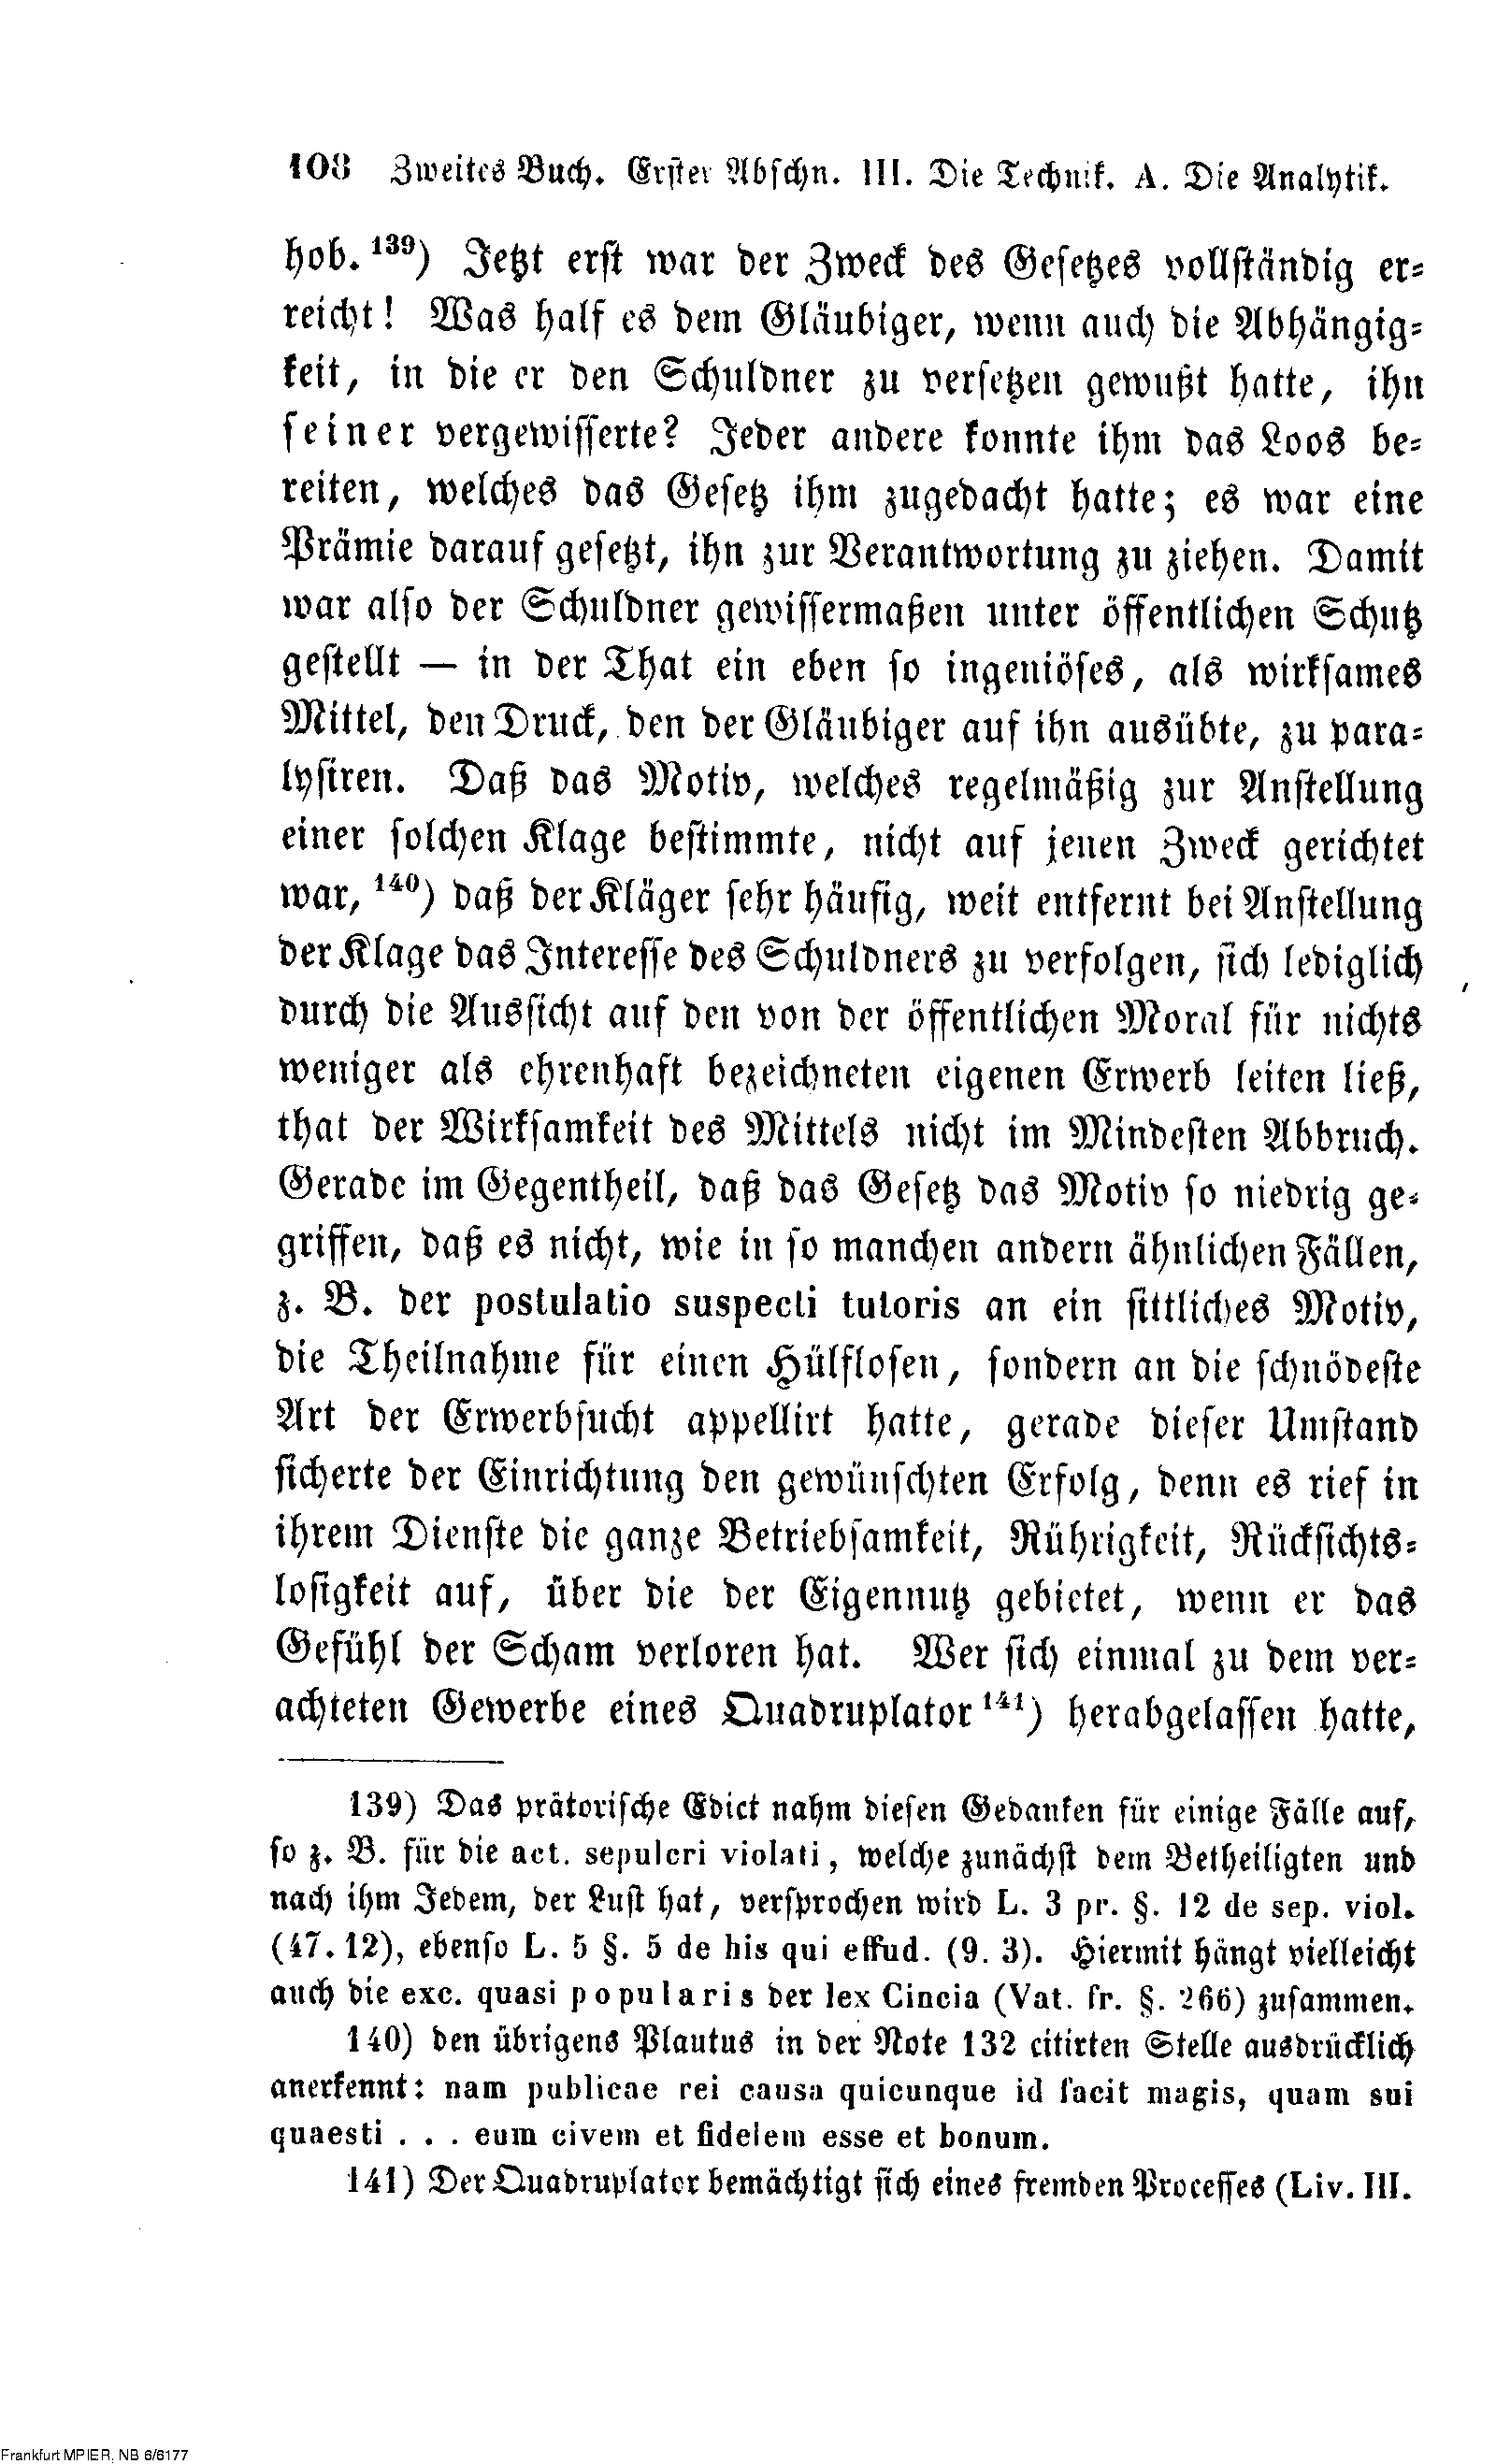 108 Zweites Buch. Erster Abschn. III. Die Technik. A. Die Analytik.
hob. 139) Jetzt erst war der Zweck des Gesetzes vollständig er=
reicht! Was half es dem Gläubiger, wenn auch die Abhängig=
keit, in die er den Schuldner zu versetzen gewußt hatte, ihn
seiner vergewisserte? Jeder andere konnte ihm das Loos be=
reiten, welches das Gesetz ihm zugedacht hatte; es war eine
Prämie darauf gesetzt, ihn zur Verantwortung zu ziehen. Damit
war also der Schuldner gewissermaßen unter öffentlichen Schutz
gestellt — in der That ein eben so ingeniöses, als wirksames
Mittel, den Druck, den der Gläubiger auf ihn ausübte, zu para=
lysiren. Daß das Motiv, welches regelmäßig zur Anstellung
einer solchen Klage bestimmte, nicht auf jenen Zweck gerichtet
war, 140) daß der Kläger sehr häufig, weit entfernt bei Anstellung
der Klage das Interesse des Schuldners zu verfolgen, sich lediglich
durch die Aussicht auf den von der öffentlichen Moral für nichts
weniger als ehrenhaft bezeichneten eigenen Erwerb leiten ließ,
that der Wirksamkeit des Mittels nicht im Mindesten Abbruch.
Gerade im Gegentheil, daß das Gesetz das Motiv so niedrig ge=
griffen, daß es nicht, wie in so manchen andern ähnlichen Fällen,
z. B. der postulatio suspecti tutoris an ein sittliches Motiv,
die Theilnahme für einen Hülflosen, sondern an die schnödeste
Art der Erwerbsucht appellirt hatte, gerade dieser Umstand
sicherte der Einrichtung den gewünschten Erfolg, denn es rief in
ihrem Dienste die ganze Betriebsamkeit, Rührigkeit, Rücksichts=
losigkeit auf, über die der Eigennutz gebietet, wenn er das
Gefühl der Scham verloren hat. Wer sich einmal zu dem ver=
achteten Gewerbe eines Quadruplator 141) herabgelassen hatte,
139) Das prätorische Edict nahm diesen Gedanken für einige Fälle auf,
so z. B. für die act. sepulcri violati, welche zunächst dem Betheiligten und
nach ihm Jedem, der Lust hat, versprochen wird L. 3 pr. §. 12 de sep. viol.
(47. 12), ebenso L. 5 §. 5 de his qui effud. (9. 3). Hiermit hängt vielleicht
auch die exc. quasi popularis der lex Cincia (Vat. fr. §. 266) zusammen.
140) den übrigens Plautus in der Note 132 citirten Stelle ausdrücklich
anerkennt: nam publicae rei causa quicunque id facit magis, quam sui
quaesti . . . eum civem et fidelem esse et bonum.
141) Der Quadruplator bemächtigt sich eines fremden Processes (Liv. III.
Frankfurt MPIER, NB 6/6177